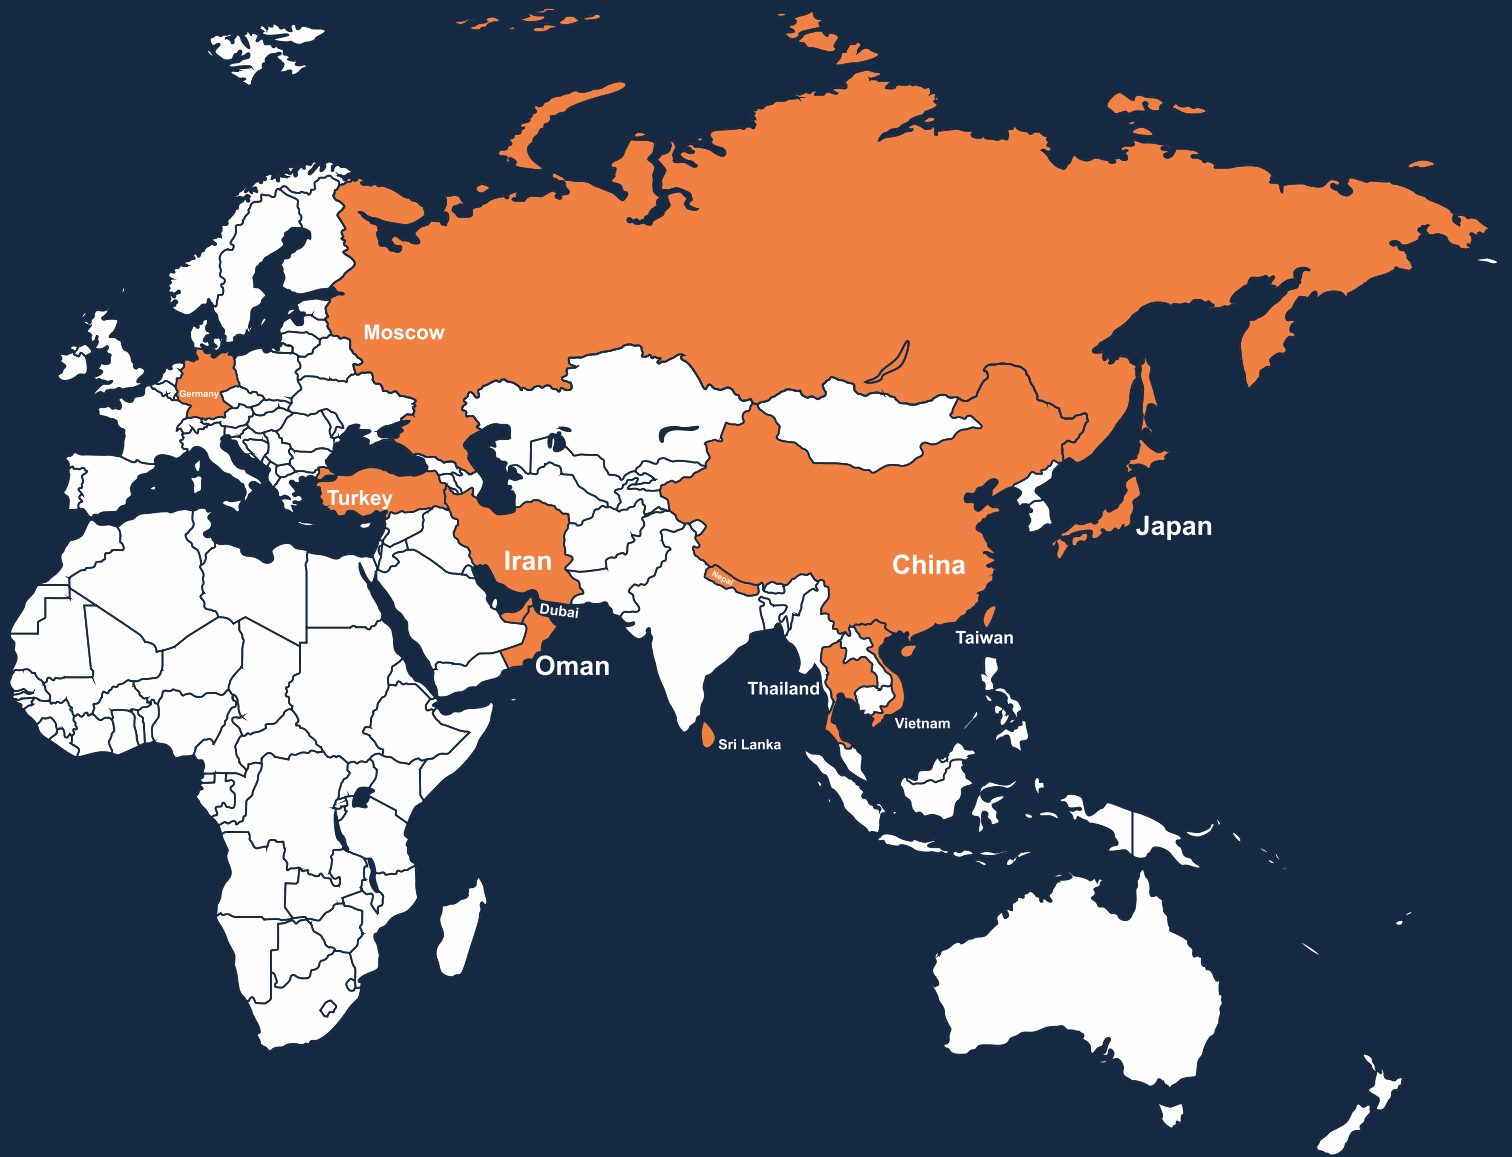 Moscow
Germany
Turkey
Japan
Iran
China
Nepal
Dubai
Taiwan
Oman
Thailand
Vietnam
Sri Lanka